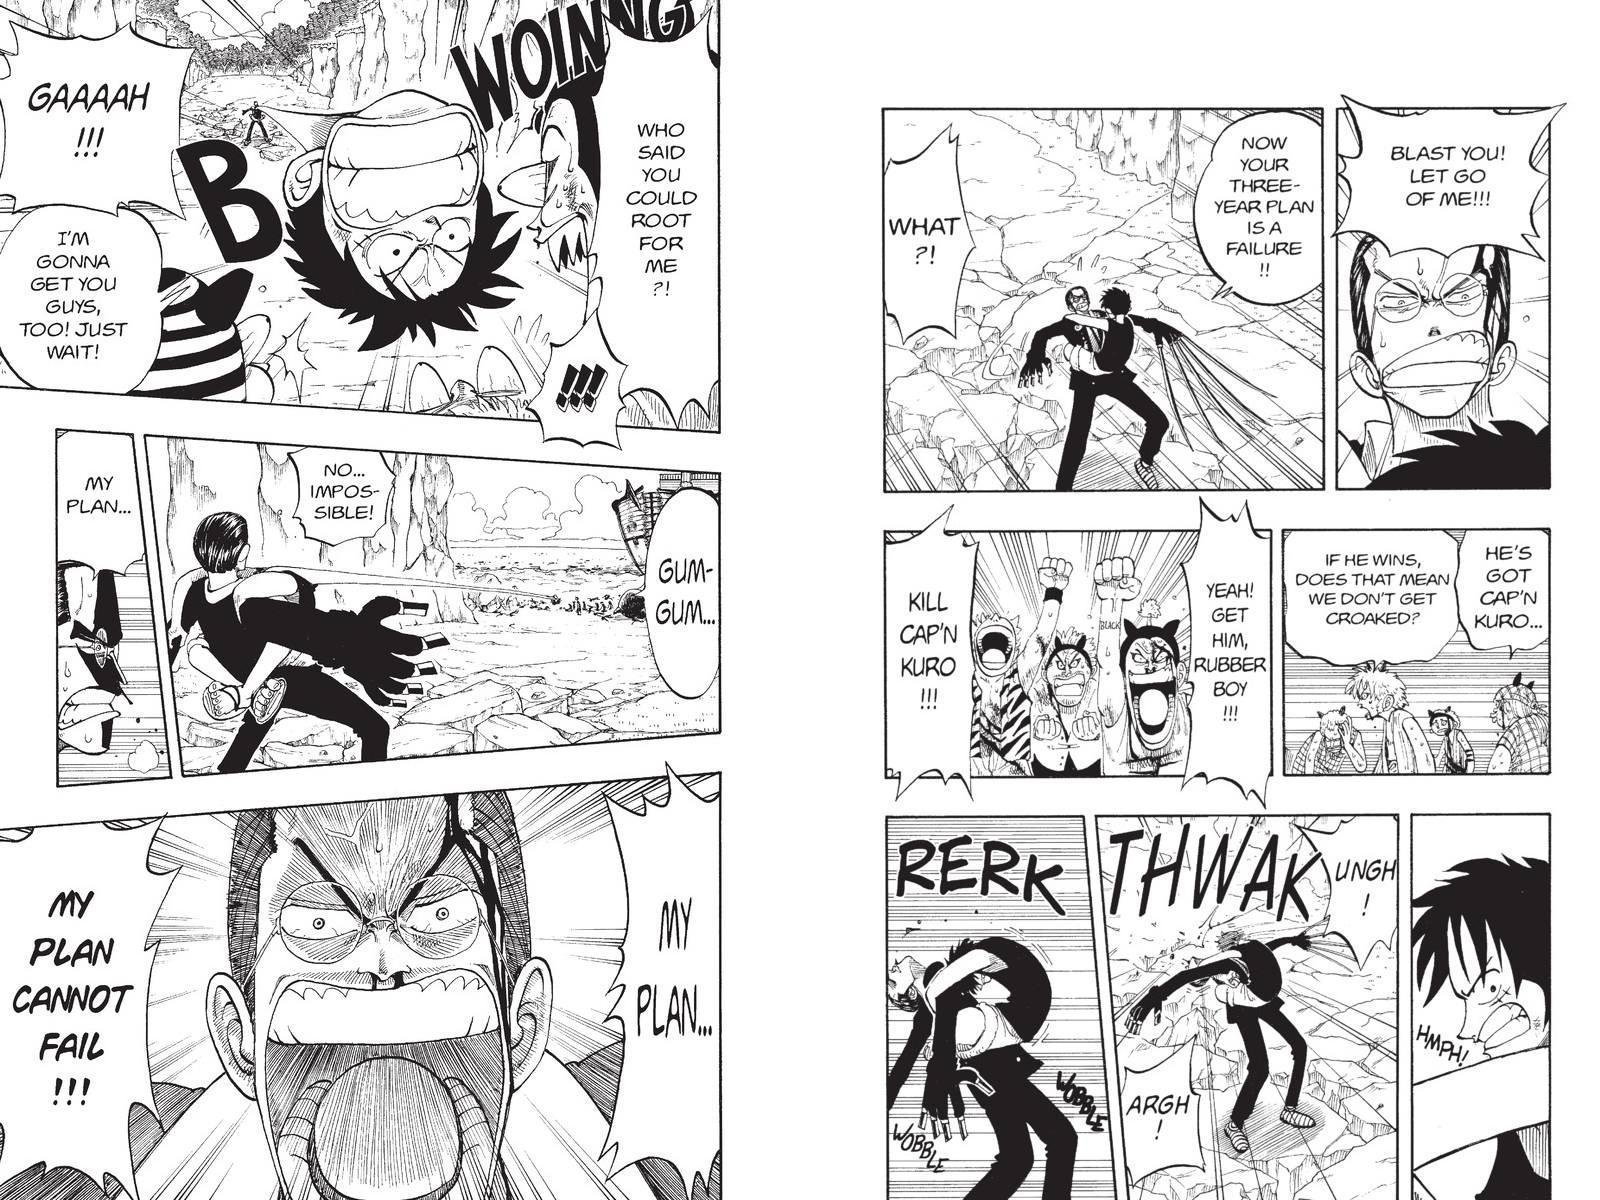 BLAST YOU!
LET GO
OF ME!!!
NOW
YOUR
THREE-
YEAR PLAN
IS A
FAILURE
!!
WHAT
?!
HE'S
GOT
CAP'N
KURO...
IF HE WINS,
DOES THAT MEAN
WE DON'T GET
CROAKED?
YEAH!
GET
HIM,
RUBBER
BOY
!!!
BLACK
KILL
CAP'N
KURO
!!!
HMPH!
THWAK
UNGH
!
ARGH
!
RERK
WOBBLE
WOBBLE
WOINNG
WHO
SAID
YOU
COULD
ROOT
FOR
ME
?!
!!!
B
GAAAAH
!!!
I'M
GONNA
GET YOU
GUYS,
TOO! JUST
WAIT!
GUM-
GUM...
NO...
IMPOS-
SIBLE!
MY
PLAN...
MY
PLAN...
MY
PLAN
CANNOT
FAIL
!!!